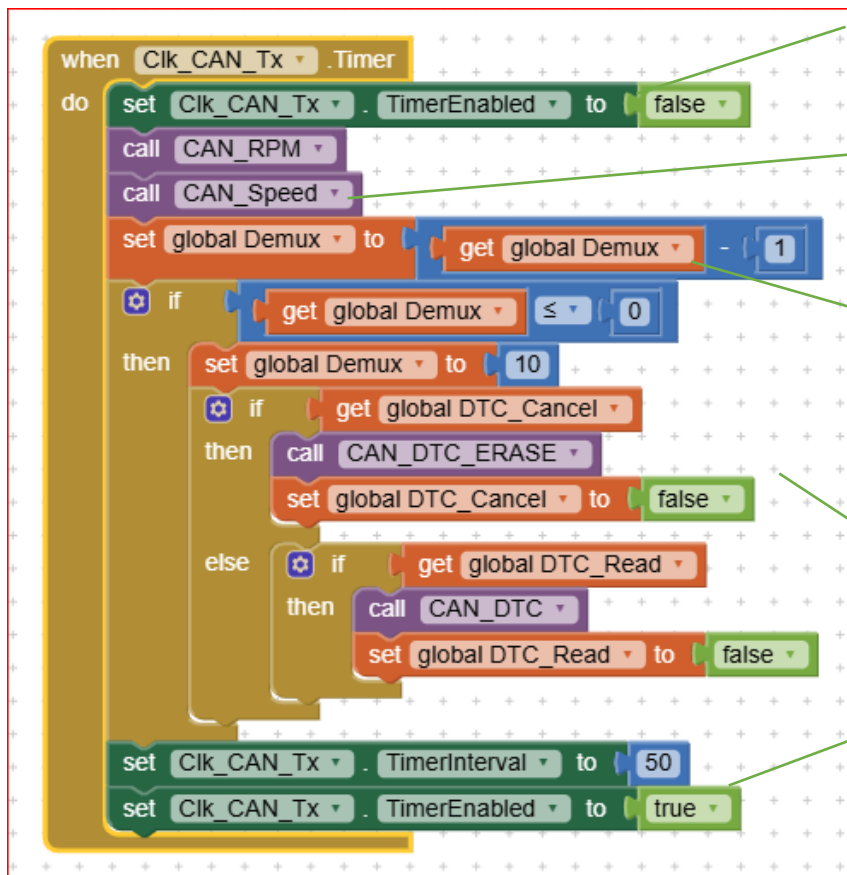 when Clk_CAN_Tx .Timer
do set Clk_CAN_Tx . TimerEnabled to false
call CAN_RPM
call CAN_Speed
set global Demux to get global Demux - 1
if get global Demux ≤ 0
then set global Demux to 10
if get global DTC_Cancel
then call CAN_DTC_ERASE
set global DTC_Cancel to false
else if get global DTC_Read
then call CAN_DTC
set global DTC_Read to false
set Clk_CAN_Tx . TimerInterval to 50
set Clk_CAN_Tx . TimerEnabled to true